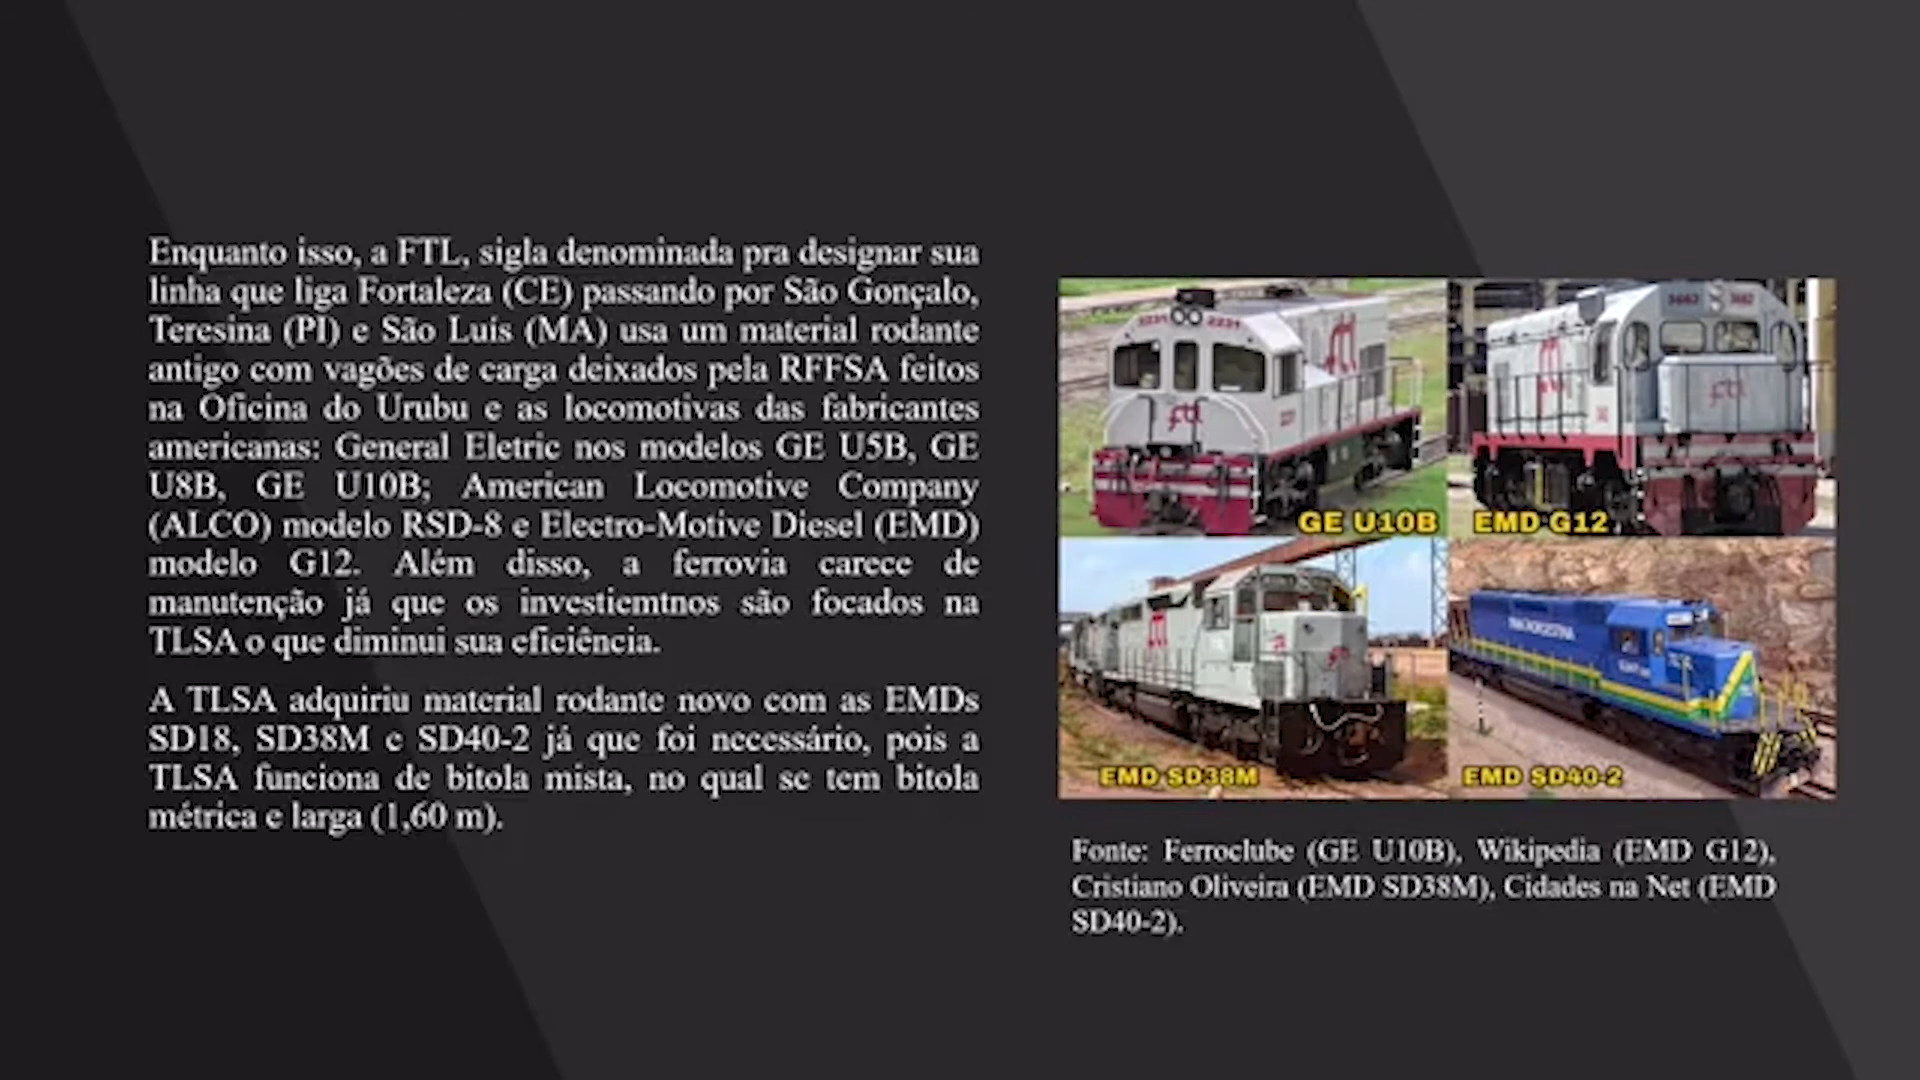 Enquanto isso, a FTL, sigla denominada pra designar sua
linha que liga Fortaleza (CE) passando por São Gonçalo,
Teresina (PI) e São Luís (MA) usa um material rodante
antigo com vagões de carga deixados pela RFFSA feitos
na Oficina do Urubu e as locomotivas das fabricantes
americanas: General Eletric nos modelos GE U5B, GE
U8B, GE U10B; American Locomotive Company
(ALCO) modelo RSD-8 e Electro-Motive Diesel (EMD)
modelo G12. Além disso, a ferrovia carece de
manutenção já que os investiemtnos são focados na
TLSA o que diminui sua eficiência.
A TLSA adquiriu material rodante novo com as EMDs
SD18, SD38M e SD40-2 já que foi necessário, pois a
TLSA funciona de bitola mista, no qual se tem bitola
métrica e larga (1,60 m).
2231 2231
ftl
GE U10B
ftl
EMD G12
EMD SD38M
EMD SD40-2
Fonte: Ferroclube (GE U10B), Wikipedia (EMD G12),
Cristiano Oliveira (EMD SD38M), Cidades na Net (EMD
SD40-2).